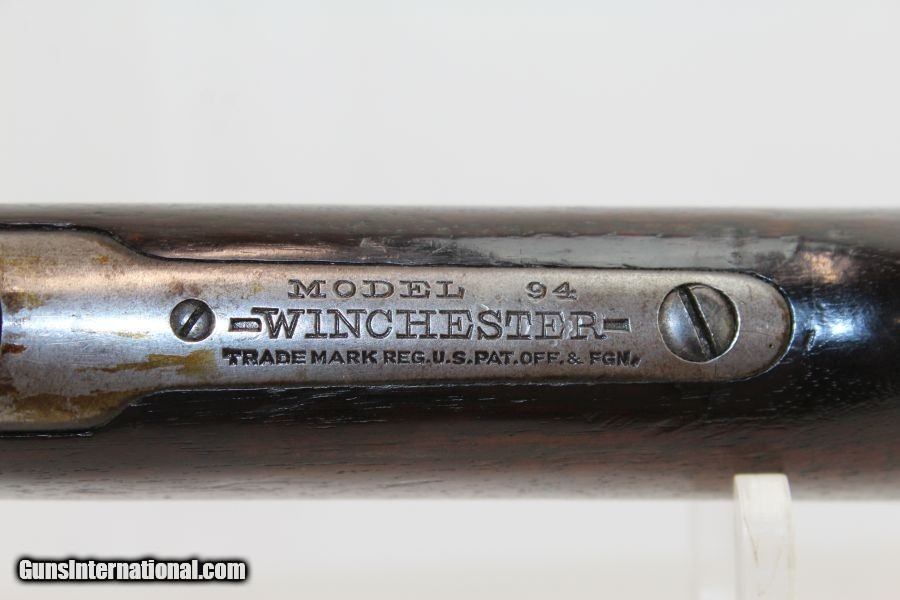 MODEL 94
-WINCHESTER-
TRADE MARK REG. U.S. PAT. OFF. & FGN.
GunsInternational.com